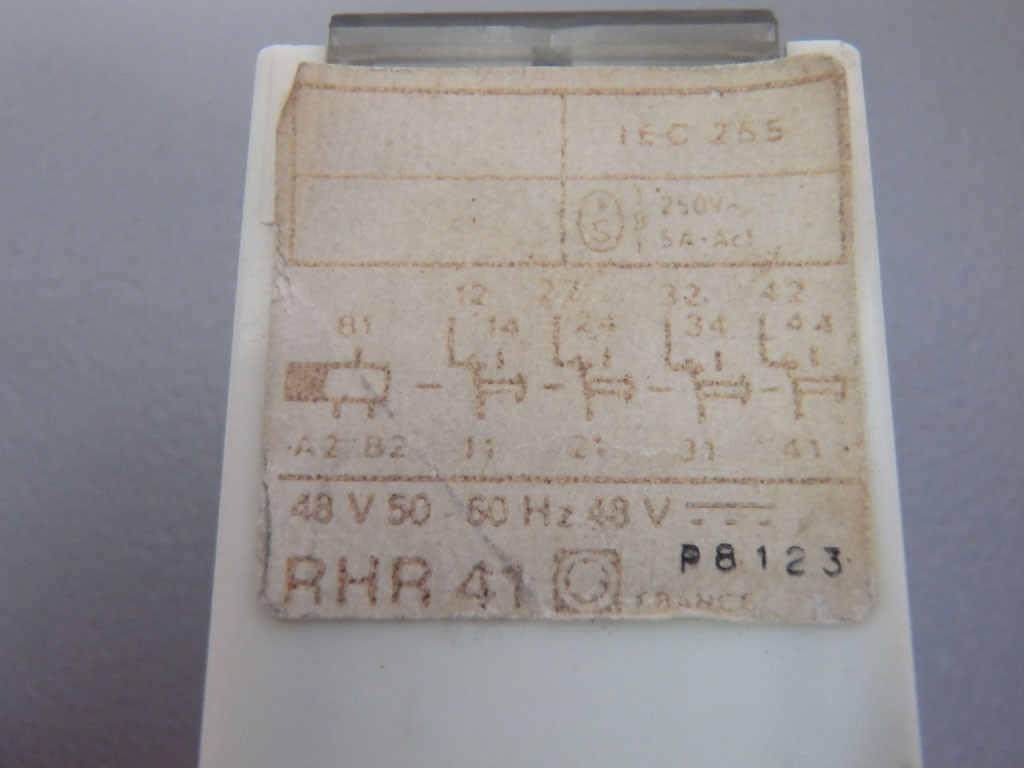 IEC 255
S
250V~
5A-Ac1
12 22 32 42
81 14 24 34 44
A2 B2 11 21 31 41
48 V 50 - 60 Hz 48 V
P8123
RHR 41 FRANCE